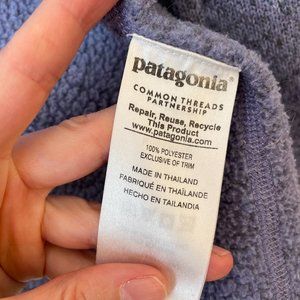 patagonia®
COMMON THREADS
PARTNERSHIP
Repair, Reuse, Recycle
This Product
www.patagonia.com
100% POLYESTER
EXCLUSIVE OF TRIM
MADE IN THAILAND
FABRIQUÉ EN THAÏLANDE
HECHO EN TAILANDIA